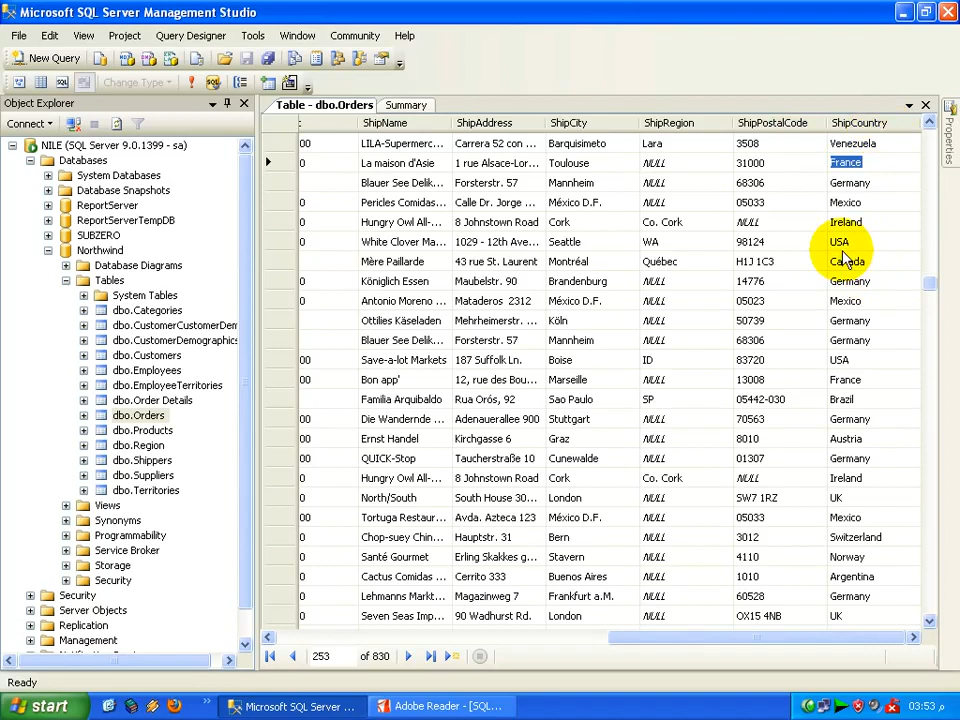 Microsoft SQL Server Management Studio
File Edit View Project Query Designer Tools Window Community Help
New Query
Change Type
Object Explorer
Table - dbo.Orders Summary
Connect
Properties
NILE (SQL Server 9.0.1399 - sa)
Databases
System Databases
Database Snapshots
ReportServer
ReportServerTempDB
SUBZERO
Northwind
Database Diagrams
Tables
System Tables
dbo.Categories
dbo.CustomerCustomerDem
dbo.CustomerDemographics
dbo.Customers
dbo.Employees
dbo.EmployeeTerritories
dbo.Order Details
dbo.Orders
dbo.Products
dbo.Region
dbo.Shippers
dbo.Suppliers
dbo.Territories
Views
Synonyms
Programmability
Service Broker
Storage
Security
Security
Server Objects
Replication
Management
ShipName ShipAddress ShipCity ShipRegion ShipPostalCode ShipCountry
00 LILA-Supermerc... Carrera 52 con ... Barquisimeto Lara 3508 Venezuela
0 La maison d'Asie 1 rue Alsace-Lor... Toulouse NULL 31000 France
Blauer See Delik... Forsterstr. 57 Mannheim NULL 68306 Germany
0 Pericles Comidas... Calle Dr. Jorge ... México D.F. NULL 05033 Mexico
0 Hungry Owl All-... 8 Johnstown Road Cork Co. Cork NULL Ireland
0 White Clover Ma... 1029 - 12th Ave... Seattle WA 98124 USA
Mère Paillarde 43 rue St. Laurent Montréal Québec H1J 1C3 Canada
0 Königlich Essen Maubelstr. 90 Brandenburg NULL 14776 Germany
0 Antonio Moreno ... Mataderos 2312 México D.F. NULL 05023 Mexico
Ottilies Käseladen Mehrheimerstr. ... Köln NULL 50739 Germany
Blauer See Delik... Forsterstr. 57 Mannheim NULL 68306 Germany
00 Save-a-lot Markets 187 Suffolk Ln. Boise ID 83720 USA
0 Bon app' 12, rue des Bou... Marseille NULL 13008 France
Familia Arquibaldo Rua Orós, 92 Sao Paulo SP 05442-030 Brazil
00 Die Wandernde ... Adenauerallee 900 Stuttgart NULL 70563 Germany
00 Ernst Handel Kirchgasse 6 Graz NULL 8010 Austria
00 QUICK-Stop Taucherstraße 10 Cunewalde NULL 01307 Germany
Hungry Owl All-... 8 Johnstown Road Cork Co. Cork NULL Ireland
00 North/South South House 30... London NULL SW7 1RZ UK
0 Tortuga Restaur... Avda. Azteca 123 México D.F. NULL 05033 Mexico
Chop-suey Chin... Hauptstr. 31 Bern NULL 3012 Switzerland
Santé Gourmet Erling Skakkes g... Stavern NULL 4110 Norway
Cactus Comidas ... Cerrito 333 Buenos Aires NULL 1010 Argentina
Lehmanns Markt... Magazinweg 7 Frankfurt a.M. NULL 60528 Germany
0 Seven Seas Imp... 90 Wadhurst Rd. London NULL OX15 4NB UK
253 of 830
Ready
start Microsoft SQL Server ... Adobe Reader - [SQL... 03:53 م